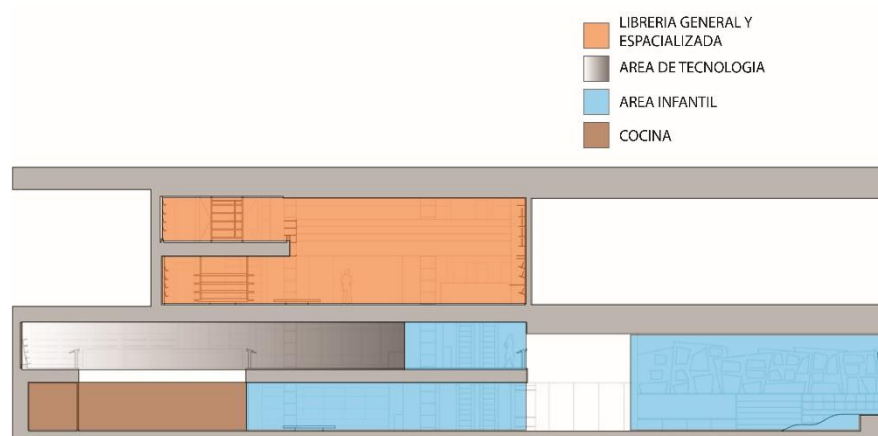 LIBRERIA GENERAL Y
ESPACIALIZADA
AREA DE TECNOLOGIA
AREA INFANTIL
COCINA